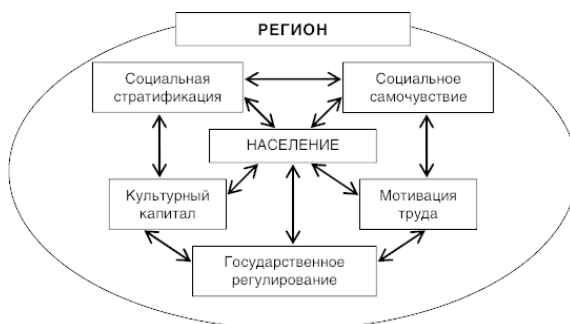 РЕГИОН
Социальная
стратификация
Социальное
самочувствие
НАСЕЛЕНИЕ
Культурный
капитал
Мотивация
труда
Государственное
регулирование